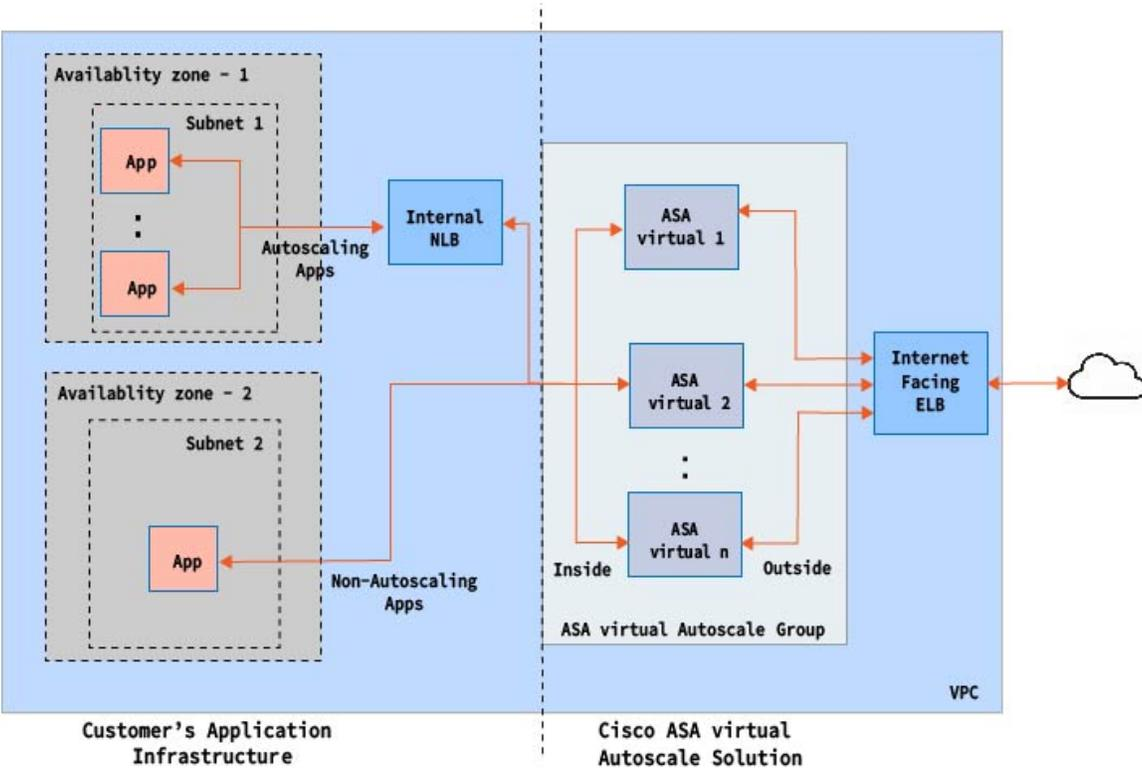 Availablity zone - 1
Subnet 1
App
:
App
Autoscaling
Apps
Internal
NLB
Availablity zone - 2
Subnet 2
App
Non-Autoscaling
Apps
ASA
virtual 1
ASA
virtual 2
:
ASA
virtual n
Inside
Outside
ASA virtual Autoscale Group
Internet
Facing
ELB
VPC
Customer's Application
Infrastructure
Cisco ASA virtual
Autoscale Solution